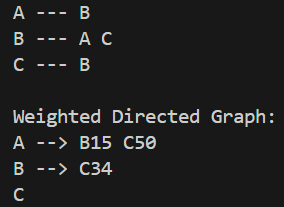 A --- B
B --- A C
C --- B
Weighted Directed Graph:
A --> B15 C50
B --> C34
C